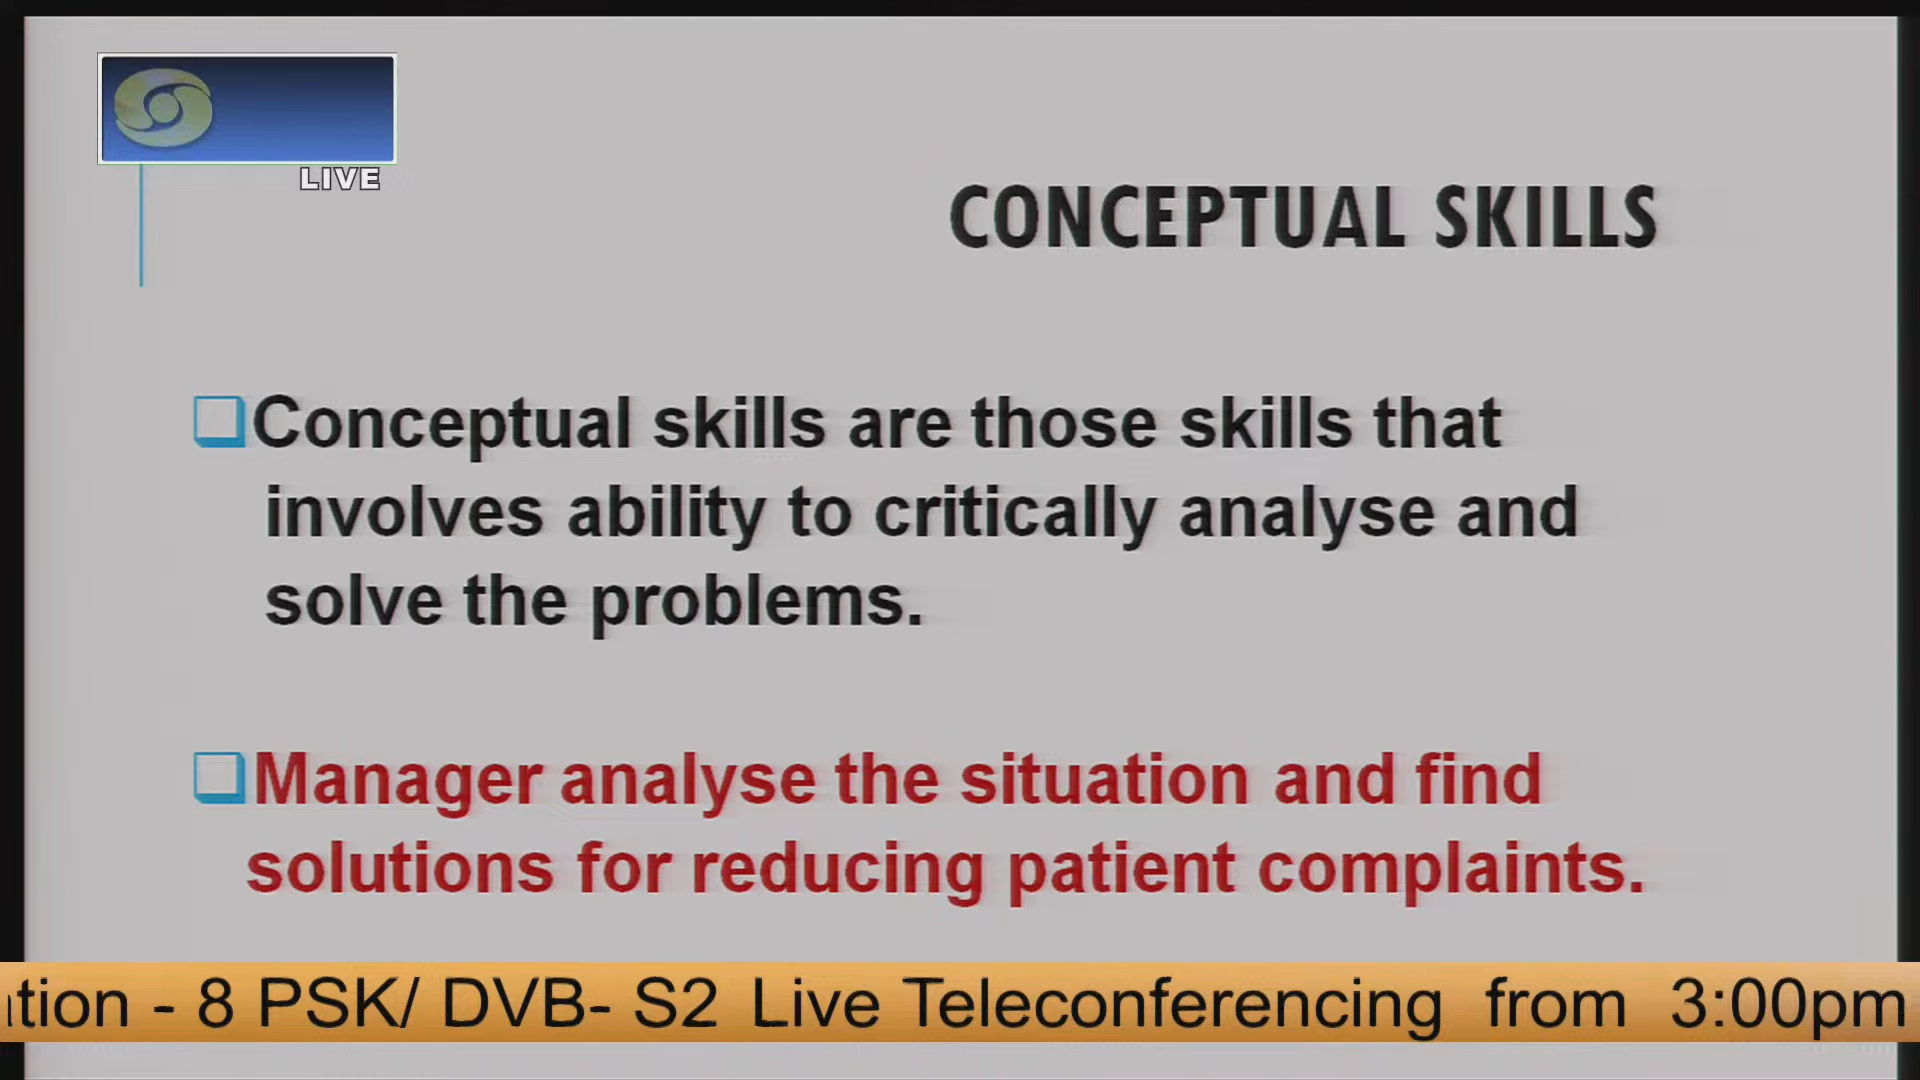 LIVE
CONCEPTUAL SKILLS
Conceptual skills are those skills that
involves ability to critically analyse and
solve the problems.
Manager analyse the situation and find
solutions for reducing patient complaints.
tion - 8 PSK/ DVB- S2 Live Teleconferencing from 3:00pm